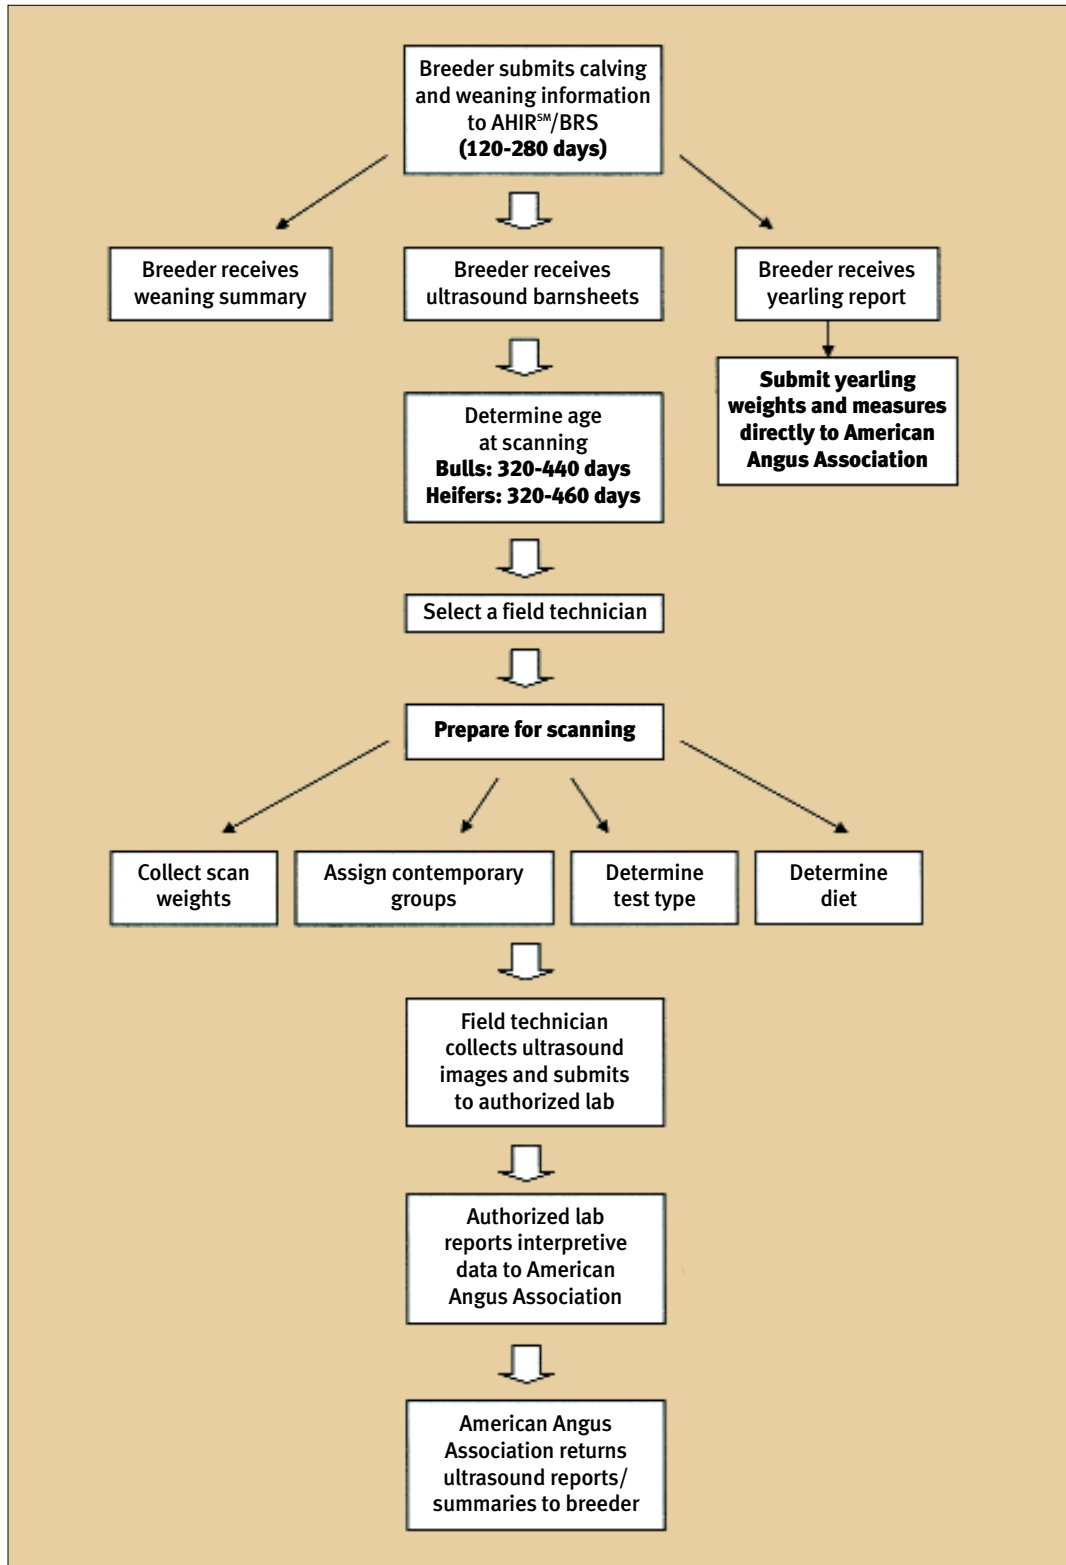 Breeder submits calving
and weaning information
to AHIR℠/BRS
(120-280 days)
Breeder receives
weaning summary
Breeder receives
ultrasound barnsheets
Breeder receives
yearling report
Submit yearling
weights and measures
directly to American
Angus Association
Determine age
at scanning
Bulls: 320-440 days
Heifers: 320-460 days
Select a field technician
Prepare for scanning
Collect scan
weights
Assign contemporary
groups
Determine
test type
Determine
diet
Field technician
collects ultrasound
images and submits
to authorized lab
Authorized lab
reports interpretive
data to American
Angus Association
American Angus
Association returns
ultrasound reports/
summaries to breeder